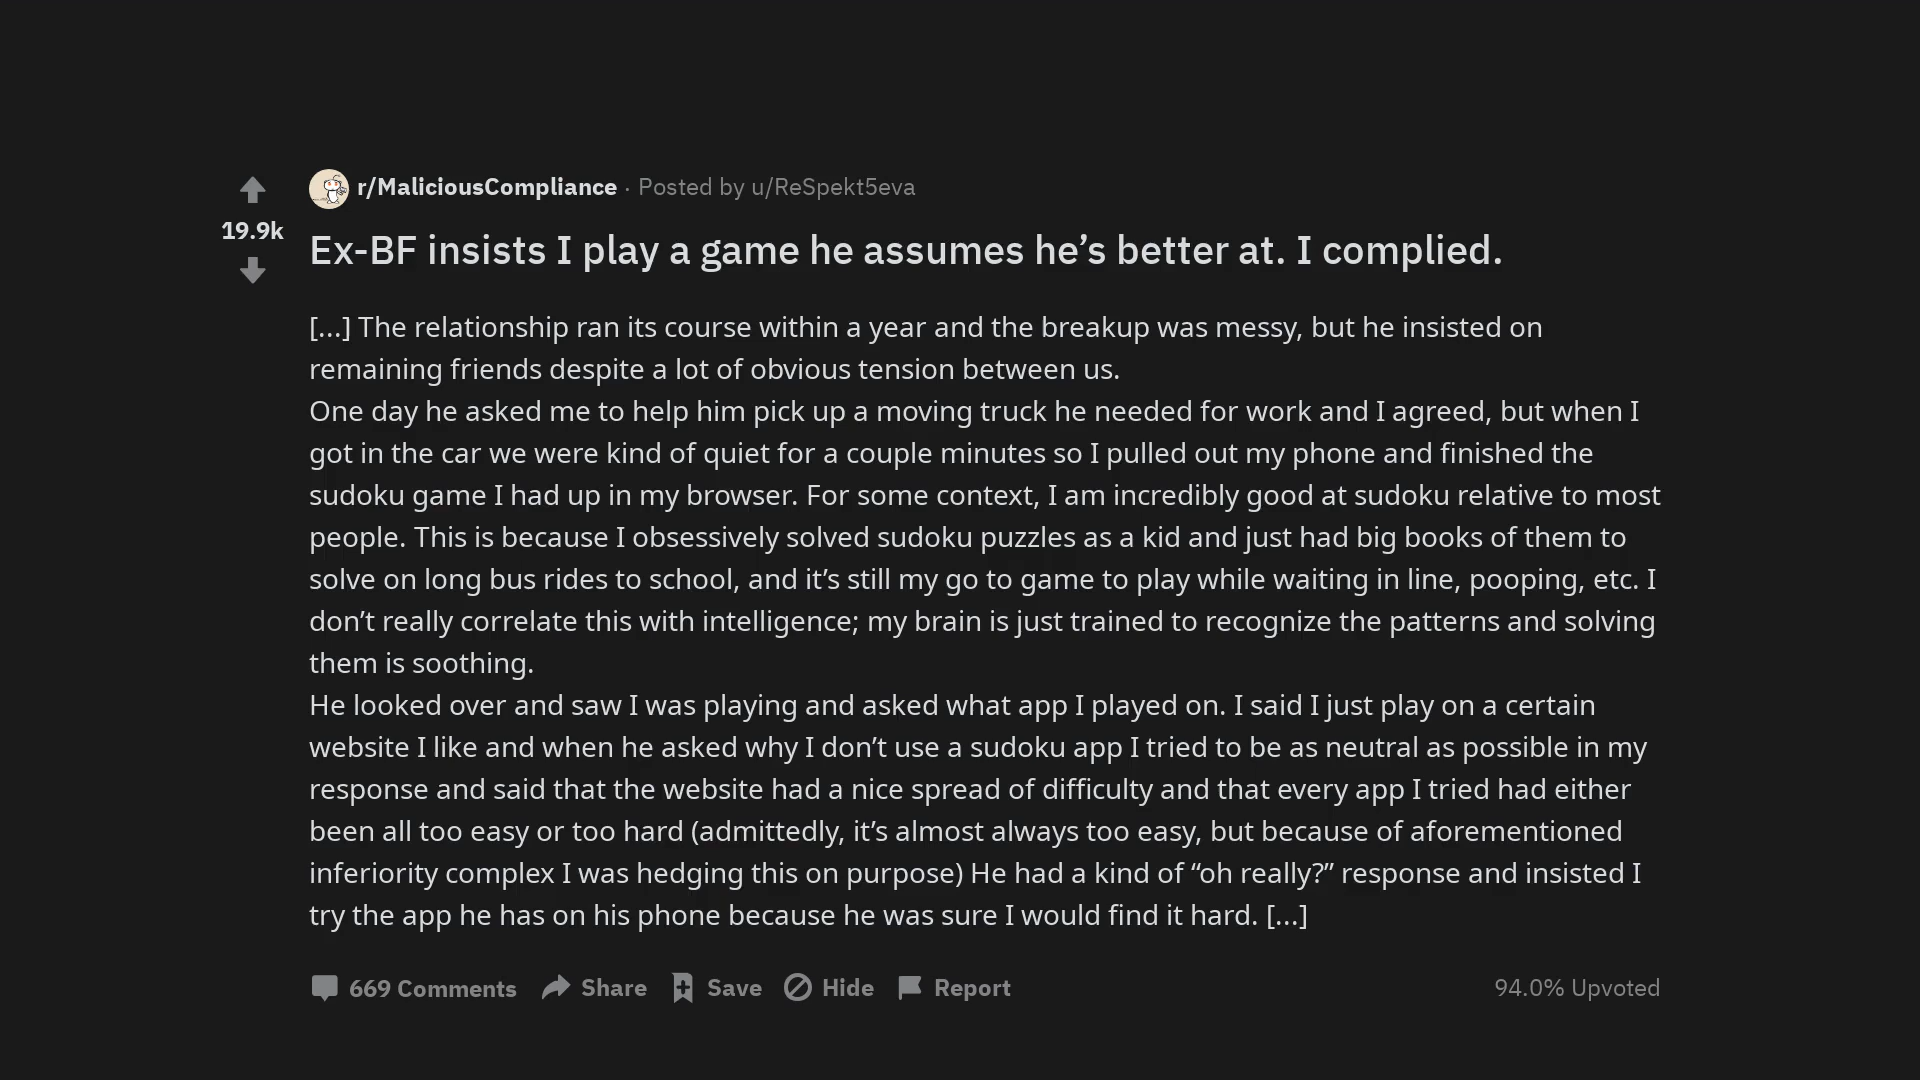 r/MaliciousCompliance · Posted by u/ReSpekt5eva
19.9k
Ex-BF insists I play a game he assumes he’s better at. I complied.
[...] The relationship ran its course within a year and the breakup was messy, but he insisted on
remaining friends despite a lot of obvious tension between us.
One day he asked me to help him pick up a moving truck he needed for work and I agreed, but when I
got in the car we were kind of quiet for a couple minutes so I pulled out my phone and finished the
sudoku game I had up in my browser. For some context, I am incredibly good at sudoku relative to most
people. This is because I obsessively solved sudoku puzzles as a kid and just had big books of them to
solve on long bus rides to school, and it’s still my go to game to play while waiting in line, pooping, etc. I
don’t really correlate this with intelligence; my brain is just trained to recognize the patterns and solving
them is soothing.
He looked over and saw I was playing and asked what app I played on. I said I just play on a certain
website I like and when he asked why I don’t use a sudoku app I tried to be as neutral as possible in my
response and said that the website had a nice spread of difficulty and that every app I tried had either
been all too easy or too hard (admittedly, it’s almost always too easy, but because of aforementioned
inferiority complex I was hedging this on purpose) He had a kind of “oh really?” response and insisted I
try the app he has on his phone because he was sure I would find it hard. [...]
669 Comments Share Save Hide Report 94.0% Upvoted